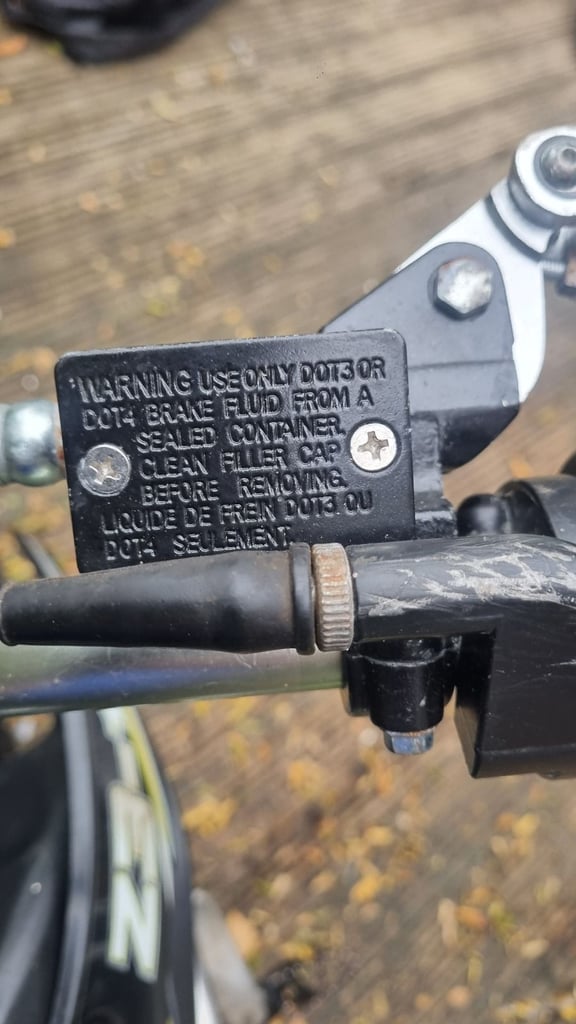 WARNING USE ONLY DOT3 OR
DOT4 BRAKE FLUID FROM A
SEALED CONTAINER.
CLEAN FILLER CAP
BEFORE REMOVING.
LIQUIDE DE FREIN DOT3 OU
DOT4 SEULEMENT